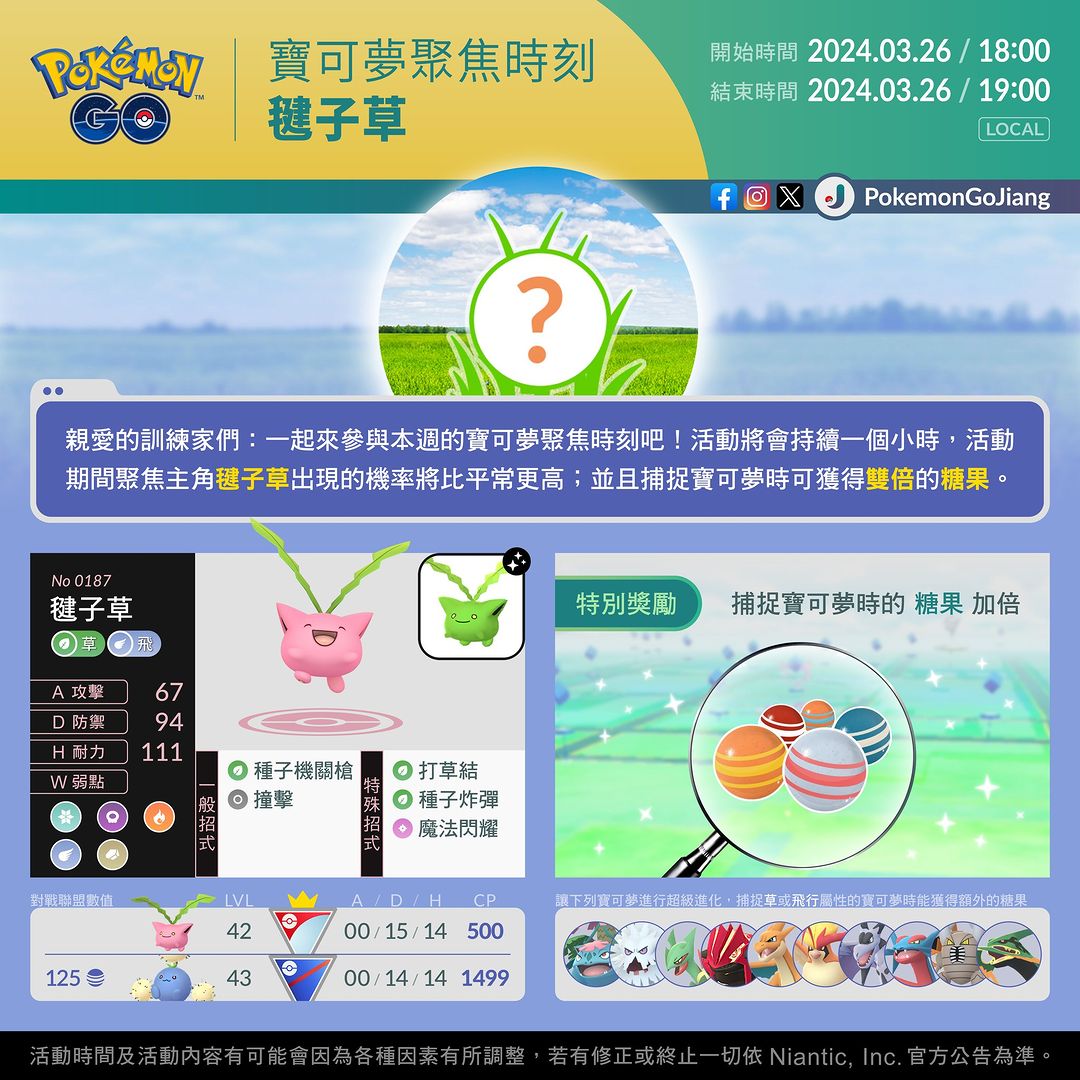 POKÉMON GO
TM
寶可夢聚焦時刻
毽子草
開始時間 2024.03.26 / 18:00
結束時間 2024.03.26 / 19:00
LOCAL
PokemonGoJiang
?
親愛的訓練家們：一起來參與本週的寶可夢聚焦時刻吧！活動將會持續一個小時，活動
期間聚焦主角毽子草出現的機率將比平常更高；並且捕捉寶可夢時可獲得雙倍的糖果。
No 0187
毽子草
草 飛
A 攻擊 67
D 防禦 94
H 耐力 111
W 弱點
一般招式
種子機關槍
撞擊
特殊招式
打草結
種子炸彈
魔法閃耀
特別獎勵
捕捉寶可夢時的 糖果 加倍
對戰聯盟數值 LVL A / D / H CP
42 00 / 15 / 14 500
125 43 00 / 14 / 14 1499
讓下列寶可夢進行超級進化，捕捉草或飛行屬性的寶可夢時能獲得額外的糖果
活動時間及活動內容有可能會因為各種因素有所調整，若有修正或終止一切依 Niantic, Inc. 官方公告為準。